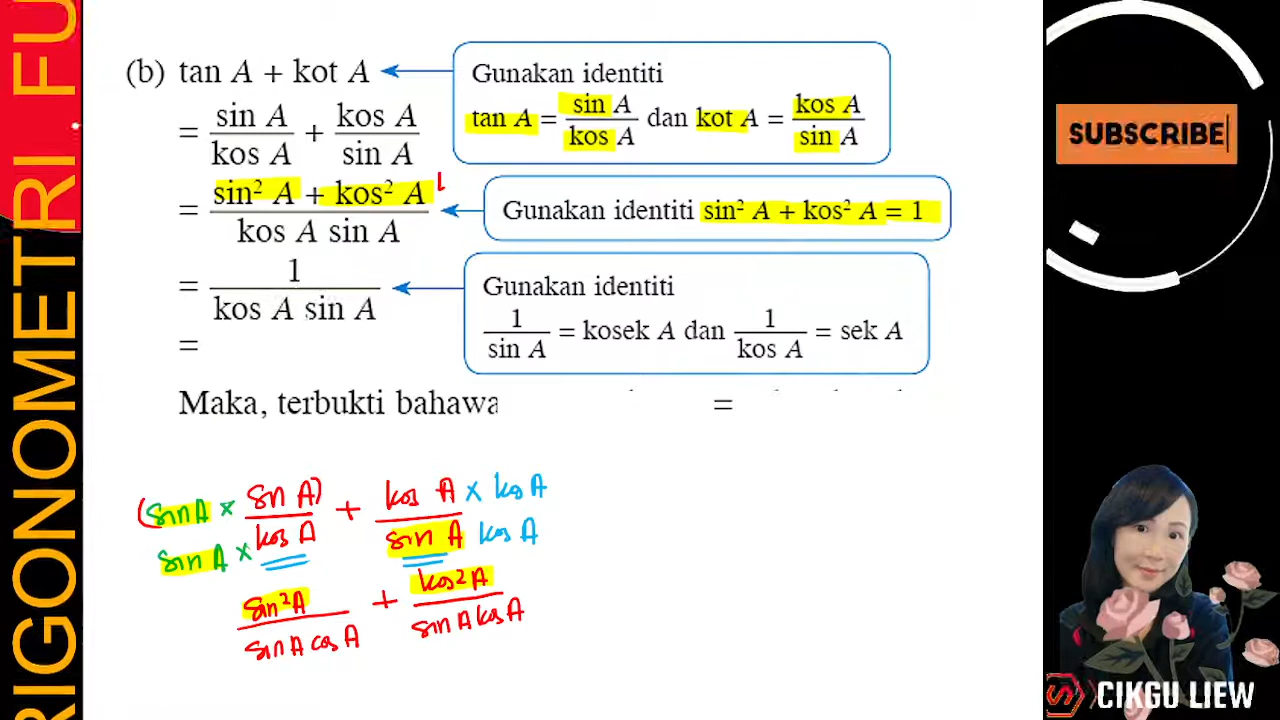 RIGONOMETRI. FU
(b) tan A + kot A
= sin A / kos A + kos A / sin A
= sin² A + kos² A / kos A sin A
1
= 1 / kos A sin A
=
Maka, terbukti bahawa =
Gunakan identiti
tan A = sin A / kos A dan kot A = kos A / sin A
Gunakan identiti sin² A + kos² A = 1
Gunakan identiti
1 / sin A = kosek A dan 1 / kos A = sek A
(sin A × sin A) + kos A × kos A
sin A × kos A sin A kos A
sin²A + kos²A
sin A cos A sin A kos A
SUBSCRIBE
CIKGU LIEW